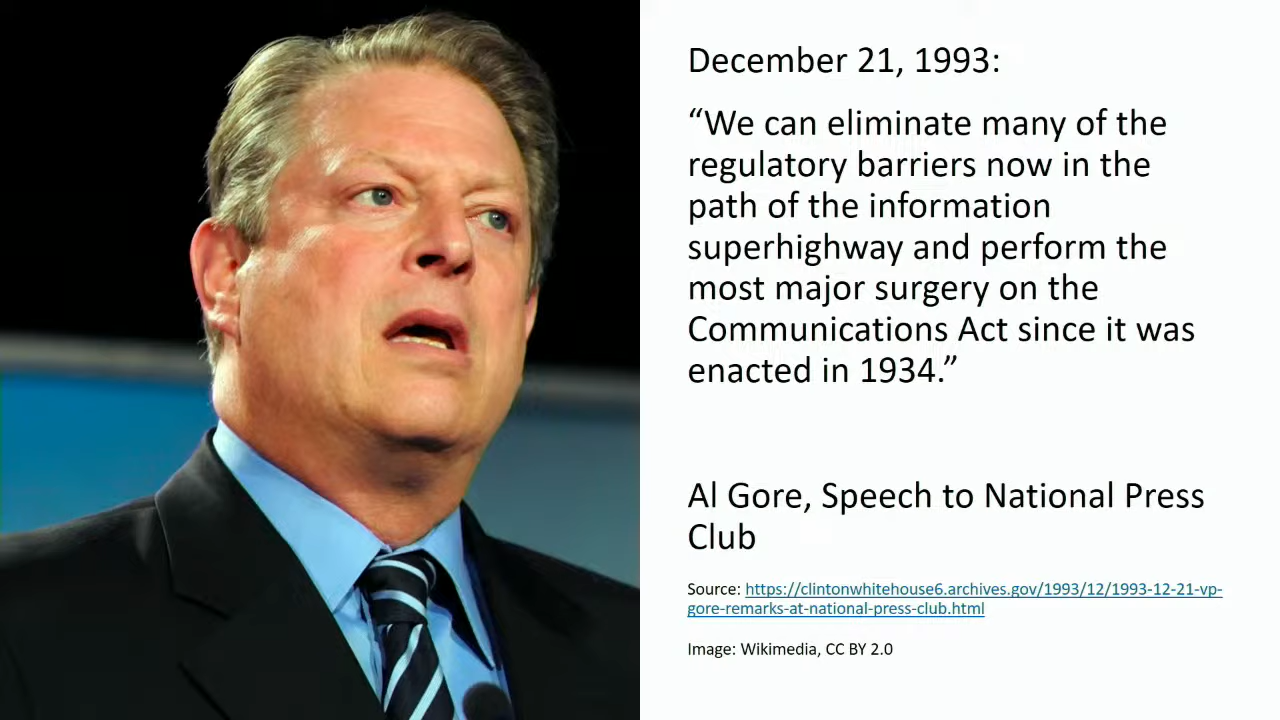 December 21, 1993:
“We can eliminate many of the
regulatory barriers now in the
path of the information
superhighway and perform the
most major surgery on the
Communications Act since it was
enacted in 1934.”
Al Gore, Speech to National Press
Club
Source: https://clintonwhitehouse6.archives.gov/1993/12/1993-12-21-vp-
gore-remarks-at-national-press-club.html
Image: Wikimedia, CC BY 2.0